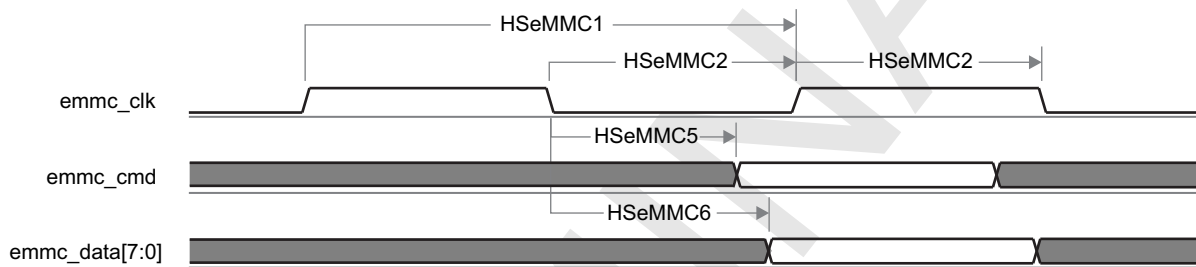 HSeMMC1
HSeMMC2 HSeMMC2
emmc_clk
HSeMMC5
emmc_cmd
HSeMMC6
emmc_data[7:0]